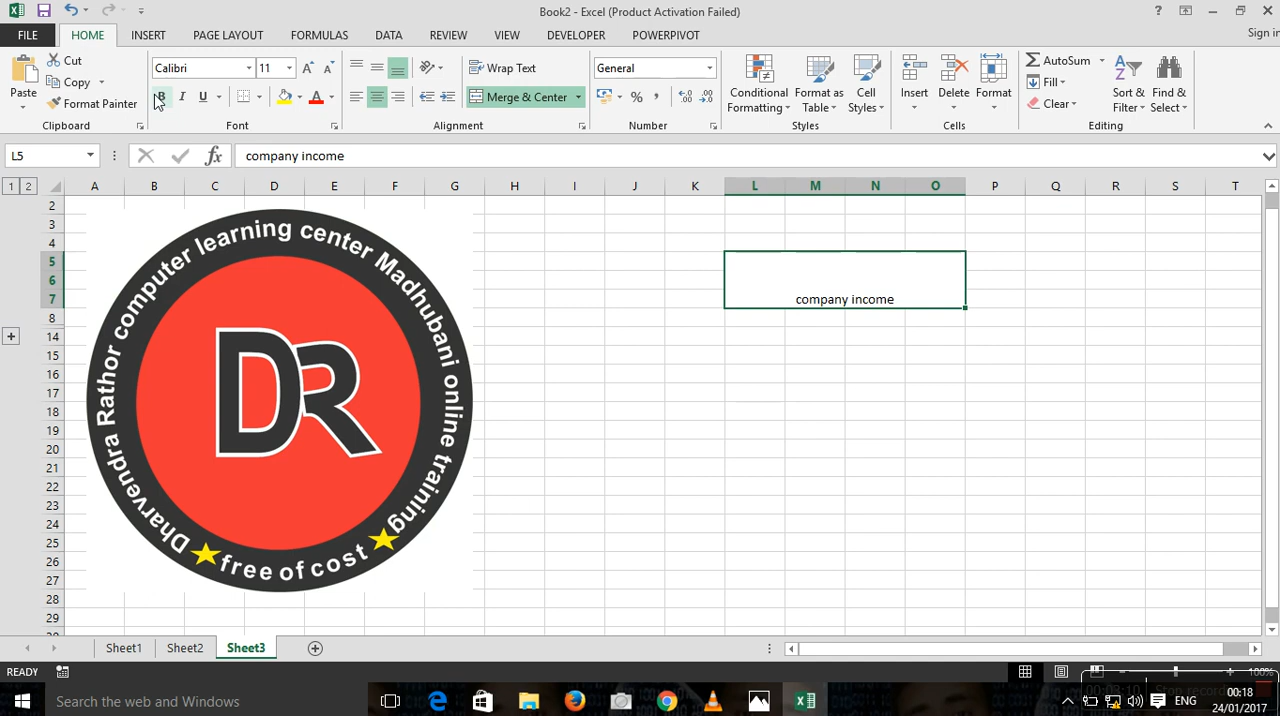 Book2 - Excel (Product Activation Failed)
FILE HOME INSERT PAGE LAYOUT FORMULAS DATA REVIEW VIEW DEVELOPER POWERPIVOT Sign in
Paste
Cut
Copy
Format Painter
Clipboard
Calibri 11
B I U
Font
Wrap Text
Merge & Center
Alignment
General
Number
Conditional Formatting
Format as Table
Cell Styles
Styles
Insert
Delete
Format
Cells
AutoSum
Fill
Clear
Sort & Filter
Find & Select
Editing
L5 fx company income
1 2 A B C D E F G H I J K L M N O P Q R S T
2
3
4
5
6
7 company income
8
14
15
16
17
18
19
20
21
22
23
24
25
26
27
28
29
Dharvendra Rathor computer learning center Madhubani online training
DR
free of cost
Sheet1 Sheet2 Sheet3
READY 100%
Search the web and Windows
ENG
00:18
24/01/2017